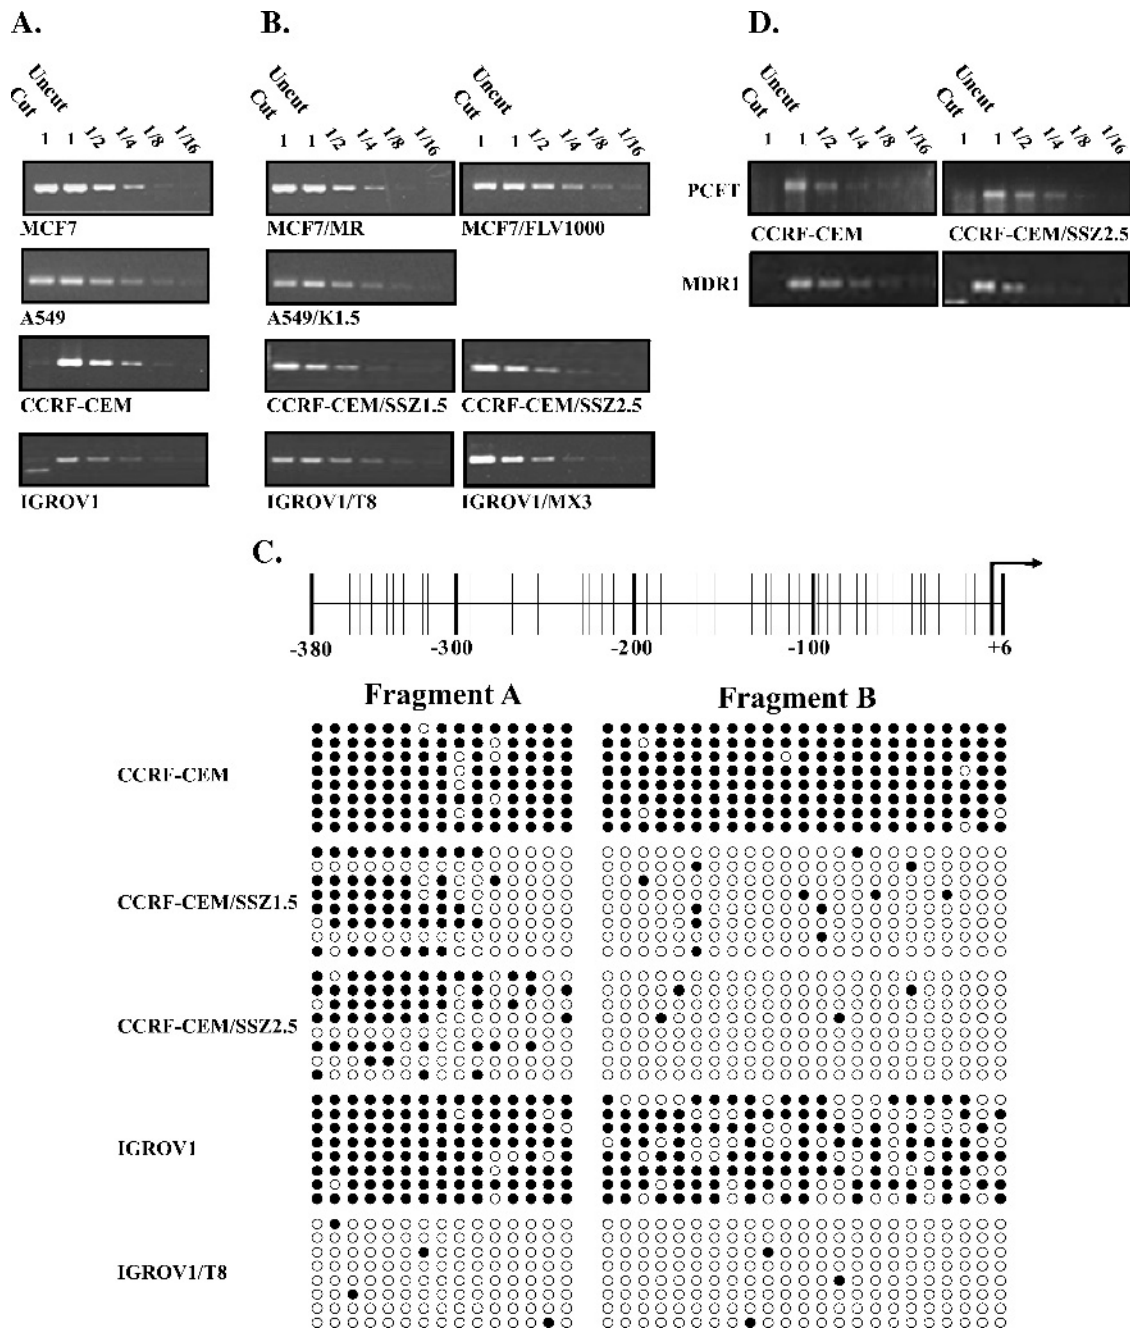 A.
B.
D.
Cut
Uncut
1 1 1/2 1/4 1/8 1/16
Cut
Uncut
1 1 1/2 1/4 1/8 1/16
Cut
Uncut
1 1 1/2 1/4 1/8 1/16
Cut
Uncut
1 1 1/2 1/4 1/8 1/16
Cut
Uncut
1 1 1/2 1/4 1/8 1/16
MCF7
MCF7/MR
MCF7/FLV1000
PCFT
CCRF-CEM
CCRF-CEM/SSZ2.5
MDR1
A549
A549/K1.5
CCRF-CEM
CCRF-CEM/SSZ1.5
CCRF-CEM/SSZ2.5
IGROV1
IGROV1/T8
IGROV1/MX3
C.
-380 -300 -200 -100 +6
Fragment A
Fragment B
CCRF-CEM
CCRF-CEM/SSZ1.5
CCRF-CEM/SSZ2.5
IGROV1
IGROV1/T8